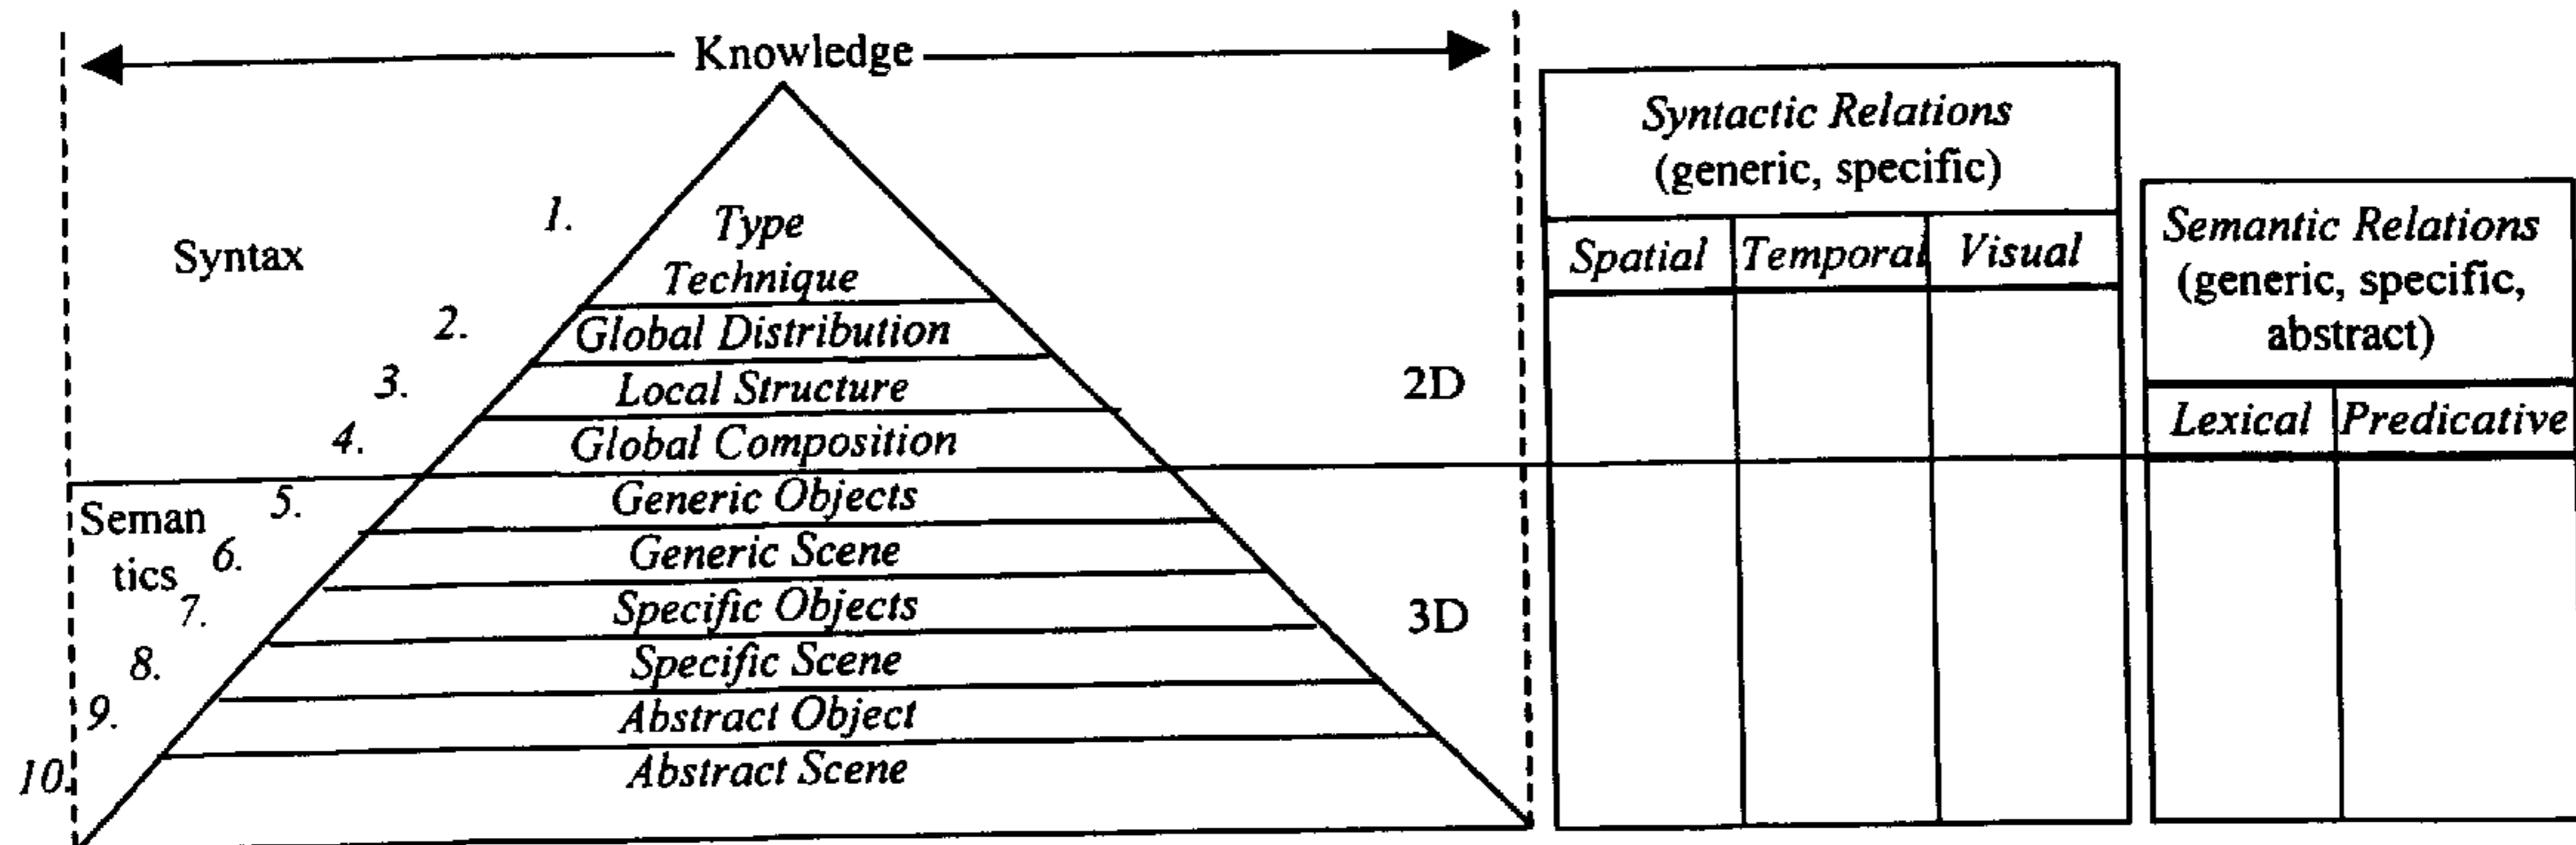 Knowledge
Syntax
1.
Type
Technique
2.
Global Distribution
3.
Local Structure
4.
Global Composition
2D
Seman
tics
5.
Generic Objects
6.
Generic Scene
7.
Specific Objects
8.
Specific Scene
9.
Abstract Object
10.
Abstract Scene
3D
Syntactic Relations
(generic, specific)
Spatial
Temporal
Visual
Semantic Relations
(generic, specific,
abstract)
Lexical
Predicative